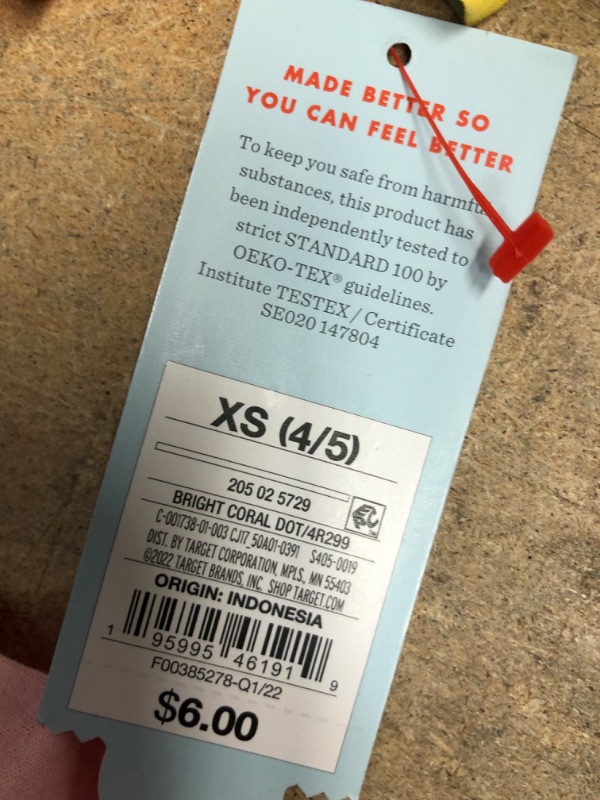 MADE BETTER SO
YOU CAN FEEL BETTER
To keep you safe from harmfu
substances, this product has
been independently tested to
strict STANDARD 100 by
OEKO-TEX® guidelines.
Institute TESTEX / Certificate
SE020 147804
XS (4/5)
205 02 5729
BRIGHT CORAL DOT/4R299
C-001738-01-003 CJ17_50A01-0391 S405-0019
DIST. BY TARGET CORPORATION, MPLS, MN 55403
©2022 TARGET BRANDS, INC. SHOP TARGET.COM
ORIGIN: INDONESIA
1 95995 46191 9
F00385278-Q1/22
$6.00